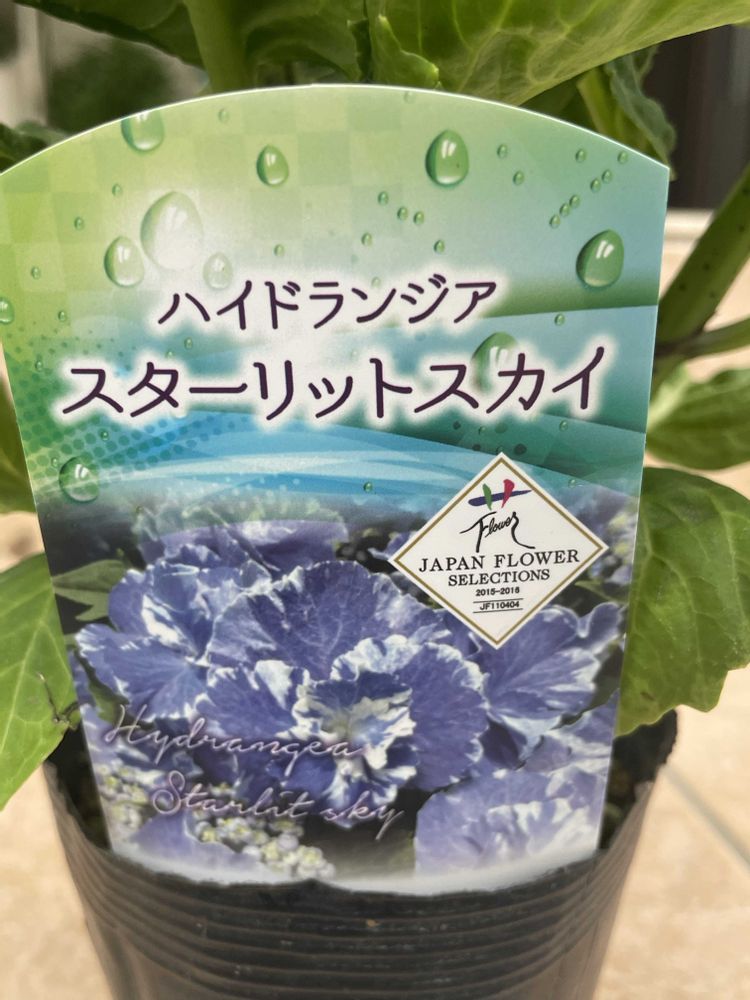 ハイドランジア
スターリットスカイ
Flower
JAPAN FLOWER
SELECTIONS
2015-2016
JF110404
Hydrangea
Starlit sky